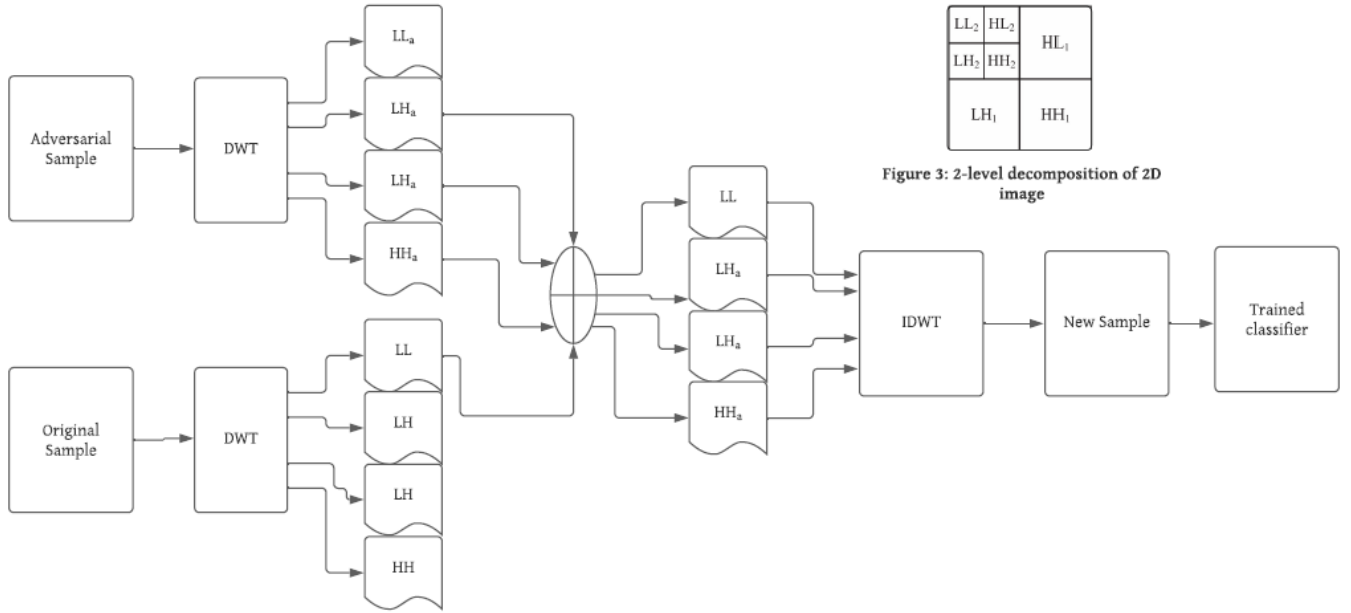 Adversarial
Sample
DWT
LLₐ
LHₐ
LHₐ
HHₐ
Original
Sample
DWT
LL
LH
LH
HH
LL
LHₐ
LHₐ
HHₐ
IDWT
New Sample
Trained
classifier
LL₂ HL₂
HL₁
LH₂ HH₂
LH₁ HH₁
Figure 3: 2-level decomposition of 2D
image